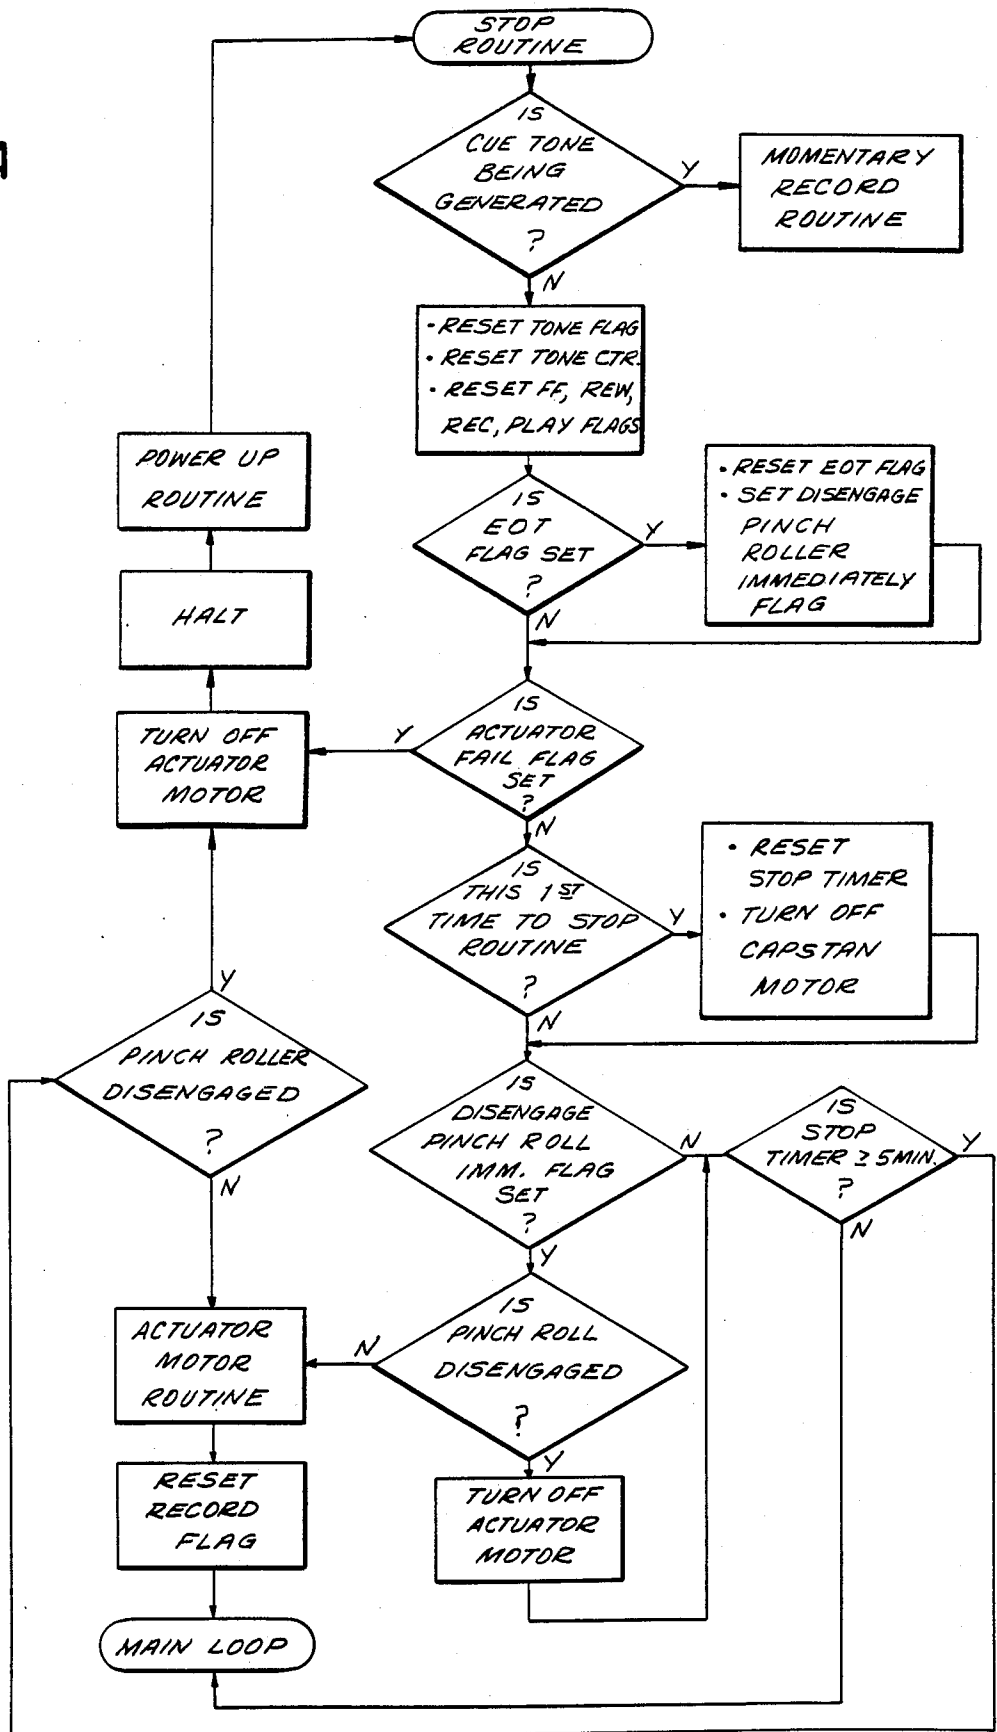 STOP
ROUTINE
IS
CUE TONE
BEING
GENERATED
?
Y
N
MOMENTARY
RECORD
ROUTINE
• RESET TONE FLAG
• RESET TONE CTR.
• RESET FF, REW,
REC, PLAY FLAGS
IS
EOT
FLAG SET
?
Y
N
• RESET EOT FLAG
• SET DISENGAGE
PINCH
ROLLER
IMMEDIATELY
FLAG
POWER UP
ROUTINE
HALT
TURN OFF
ACTUATOR
MOTOR
IS
ACTUATOR
FAIL FLAG
SET
?
Y
N
IS
THIS 1ST
TIME TO STOP
ROUTINE
?
Y
N
• RESET
STOP TIMER
• TURN OFF
CAPSTAN
MOTOR
Y
IS
PINCH ROLLER
DISENGAGED
?
N
IS
DISENGAGE
PINCH ROLL
IMM. FLAG
SET
?
N
Y
IS
STOP
TIMER ≥ 5MIN.
?
Y
N
IS
PINCH ROLL
DISENGAGED
?
N
Y
ACTUATOR
MOTOR
ROUTINE
RESET
RECORD
FLAG
TURN OFF
ACTUATOR
MOTOR
MAIN LOOP